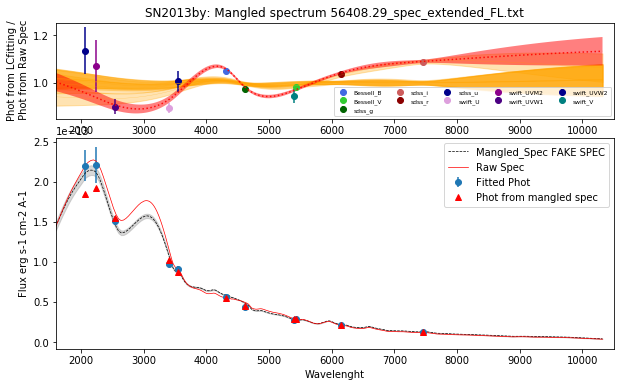 SN2013by: Mangled spectrum 56408.29_spec_extended_FL.txt
Phot from LCfitting /
Phot from Raw Spec
1.2
1.0
Bessell_B
Bessell_V
sdss_g
sdss_i
sdss_r
sdss_u
swift_U
swift_UVM2
swift_UVW1
swift_UVW2
swift_V
2000 3000 4000 5000 6000 7000 8000 9000 10000
Flux erg s-1 cm-2 A-1
2.5
2.0
1.5
1.0
0.5
0.0
Mangled_Spec FAKE SPEC
Raw Spec
Fitted Phot
Phot from mangled spec
2000 3000 4000 5000 6000 7000 8000 9000 10000
Wavelenght